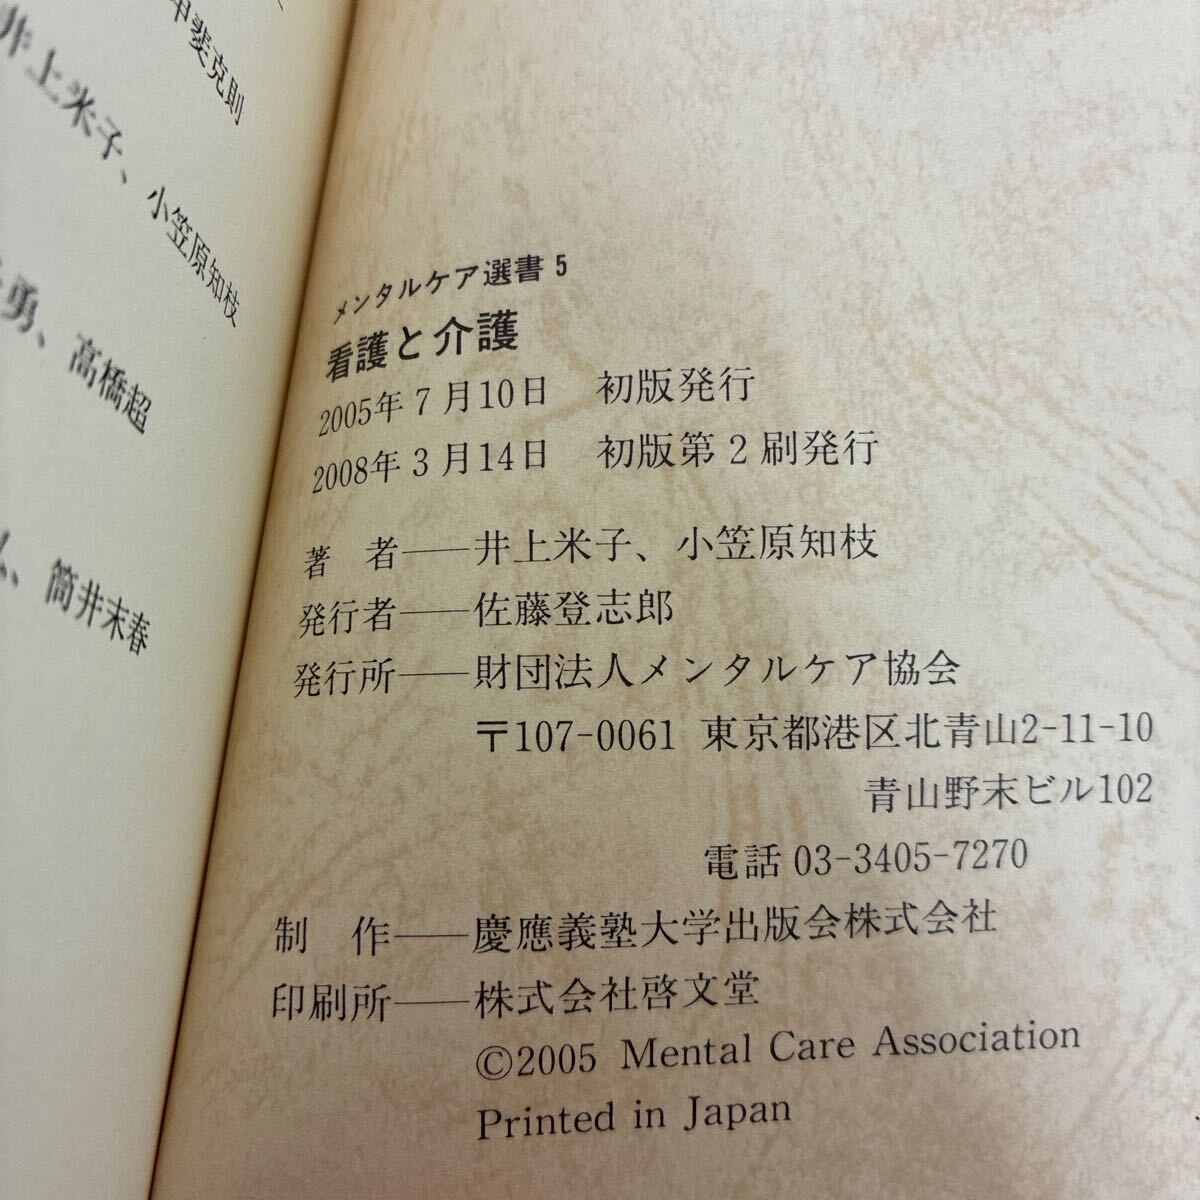 甲斐克則
井上米子、小笠原知枝
勇、高橋超
筒井末春
メンタルケア選書 5
看護と介護
2005年 7 月10日　初版発行
2008年 3 月14日　初版第 2 刷発行
著　者──井上米子、小笠原知枝
発行者──佐藤登志郎
発行所──財団法人メンタルケア協会
〒107-0061 東京都港区北青山2-11-10
青山野末ビル102
電話 03-3405-7270
制　作──慶應義塾大学出版会株式会社
印刷所──株式会社啓文堂
©2005 Mental Care Association
Printed in Japan